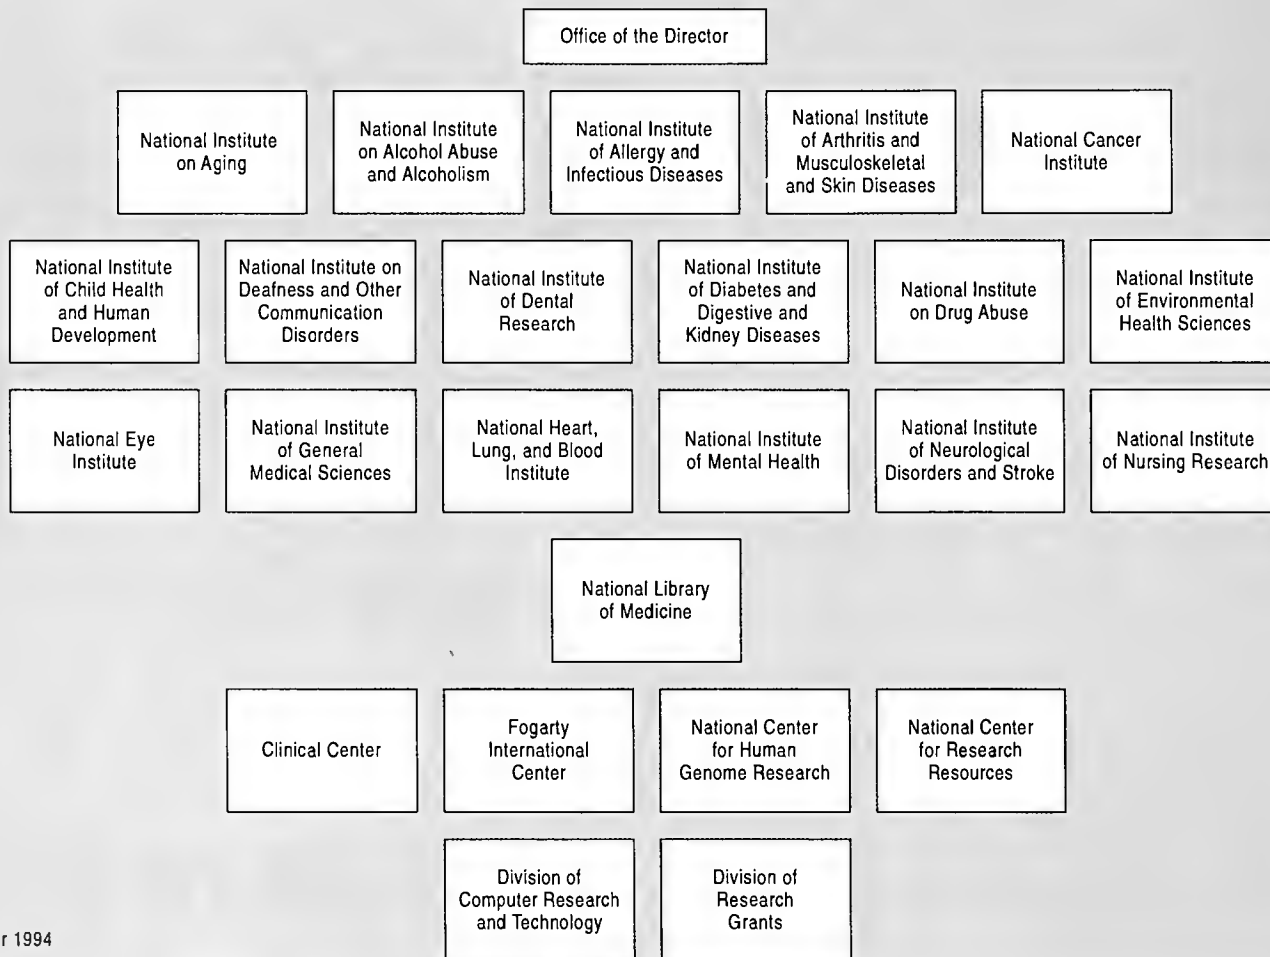 Office of the Director
National Institute
on Aging
National Institute
on Alcohol Abuse
and Alcoholism
National Institute
of Allergy and
Infectious Diseases
National Institute
of Arthritis and
Musculoskeletal
and Skin Diseases
National Cancer
Institute
National Institute
of Child Health
and Human
Development
National Institute on
Deafness and Other
Communication
Disorders
National Institute
of Dental
Research
National Institute
of Diabetes and
Digestive and
Kidney Diseases
National Institute
on Drug Abuse
National Institute
of Environmental
Health Sciences
National Eye
Institute
National Institute
of General
Medical Sciences
National Heart,
Lung, and Blood
Institute
National Institute
of Mental Health
National Institute
of Neurological
Disorders and Stroke
National Institute
of Nursing Research
National Library
of Medicine
Clinical Center
Fogarty
International
Center
National Center
for Human
Genome Research
National Center
for Research
Resources
Division of
Computer Research
and Technology
Division of
Research
Grants
r 1994